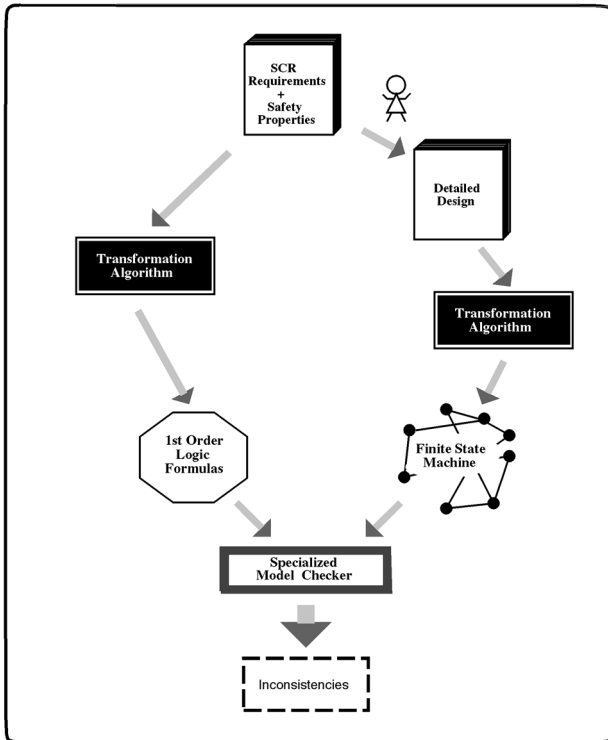 SCR
Requirements
+
Safety
Properties
Detailed
Design
Transformation
Algorithm
Transformation
Algorithm
1st Order
Logic
Formulas
Finite State
Machine
Specialized
Model Checker
Inconsistencies